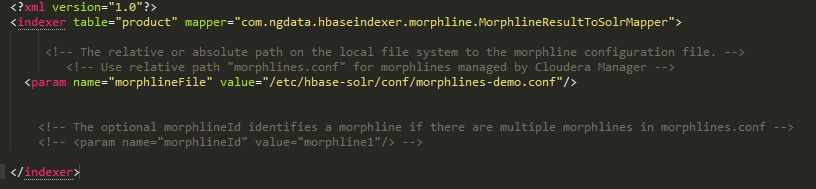 <?xml version="1.0"?>
<indexer table="product" mapper="com.ngdata.hbaseindexer.morphline.MorphlineResultToSolrMapper">
<!-- The relative or absolute path on the local file system to the morphline configuration file. -->
<!-- Use relative path "morphlines.conf" for morphlines managed by Cloudera Manager -->
<param name="morphlineFile" value="/etc/hbase-solr/conf/morphlines-demo.conf"/>
<!-- The optional morphlineId identifies a morphline if there are multiple morphlines in morphlines.conf -->
<!-- <param name="morphlineId" value="morphline1"/> -->
</indexer>